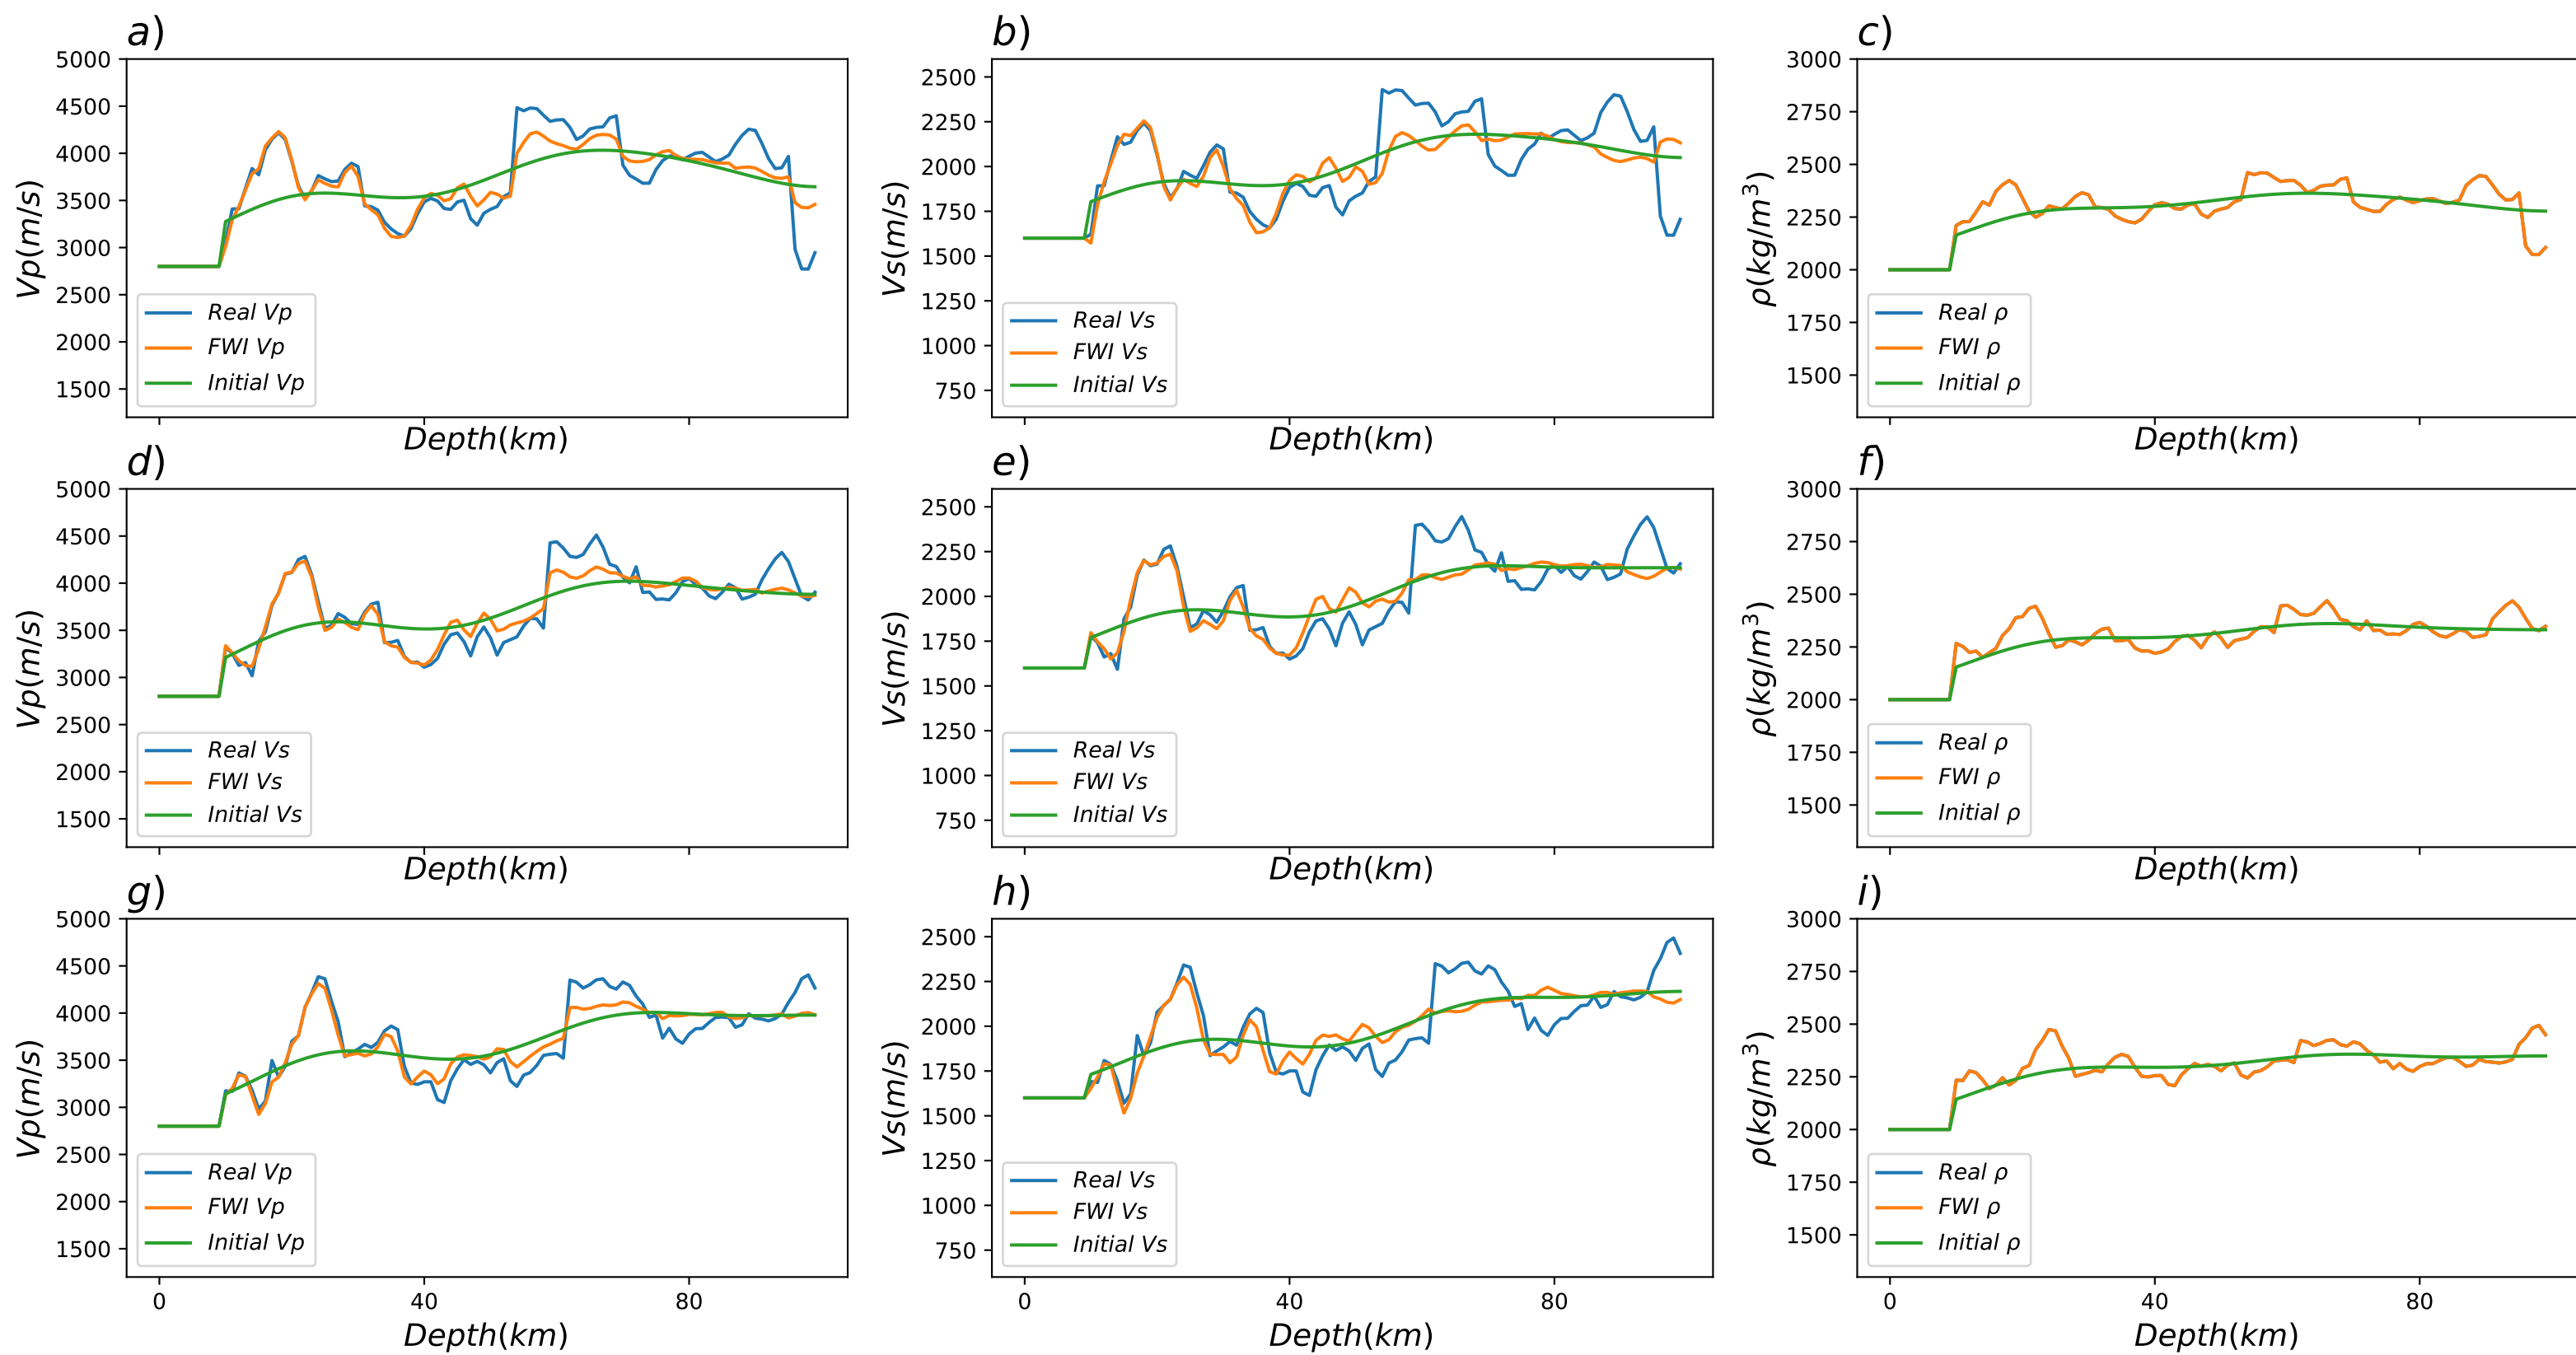 a)
5000
4500
4000
3500
3000
2500
2000
1500
Vp(m/s)
Real Vp
FWI Vp
Initial Vp
Depth(km)
b)
2500
2250
2000
1750
1500
1250
1000
750
Vs(m/s)
Real Vs
FWI Vs
Initial Vs
Depth(km)
c)
3000
2750
2500
2250
2000
1750
1500
ρ(kg/m³)
Real ρ
FWI ρ
Initial ρ
Depth(km)
d)
5000
4500
4000
3500
3000
2500
2000
1500
Vp(m/s)
Real Vs
FWI Vs
Initial Vs
Depth(km)
e)
2500
2250
2000
1750
1500
1250
1000
750
Vs(m/s)
Real Vs
FWI Vs
Initial Vs
Depth(km)
f)
3000
2750
2500
2250
2000
1750
1500
ρ(kg/m³)
Real ρ
FWI ρ
Initial ρ
Depth(km)
g)
5000
4500
4000
3500
3000
2500
2000
1500
Vp(m/s)
Real Vp
FWI Vp
Initial Vp
0 40 80
Depth(km)
h)
2500
2250
2000
1750
1500
1250
1000
750
Vs(m/s)
Real Vs
FWI Vs
Initial Vs
0 40 80
Depth(km)
i)
3000
2750
2500
2250
2000
1750
1500
ρ(kg/m³)
Real ρ
FWI ρ
Initial ρ
0 40 80
Depth(km)